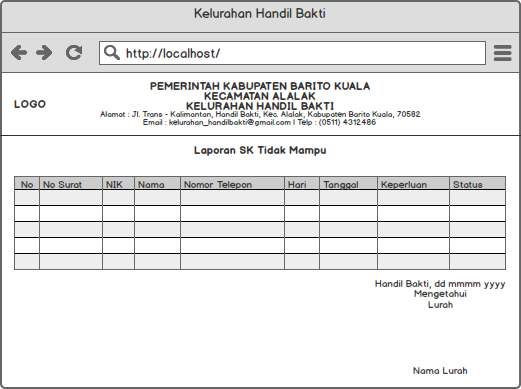 Kelurahan Handil Bakti
http://localhost/
LOGO
PEMERINTAH KABUPATEN BARITO KUALA
KECAMATAN ALALAK
KELURAHAN HANDIL BAKTI
Alamat : Jl. Trans - Kalimantan, Handil Bakti, Kec. Alalak, Kabupaten Barito Kuala, 70582
Email : kelurahan_handilbakti@gmail.com | Telp : (0511) 4312486
Laporan SK Tidak Mampu
No No Surat NIK Nama Nomor Telepon Hari Tanggal Keperluan Status
Handil Bakti, dd mmmm yyyy
Mengetahui
Lurah
Nama Lurah